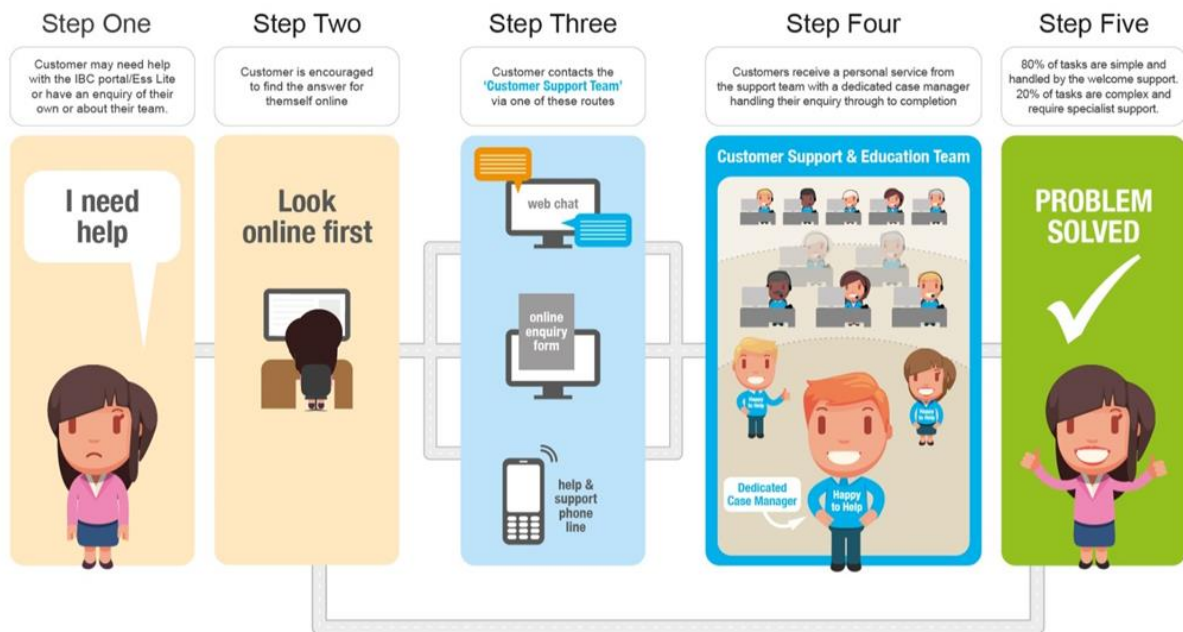 Step One
Customer may need help
with the IBC portal/Ess Lite
or have an enquiry of their
own or about their team.
I need
help
Step Two
Customer is encouraged
to find the answer for
themself online
Look
online first
Step Three
Customer contacts the
'Customer Support Team'
via one of these routes
web chat
online
enquiry
form
help &
support
phone
line
Step Four
Customers receive a personal service from
the support team with a dedicated case manager
handling their enquiry through to completion
Customer Support & Education Team
Happy
to Help
Happy
to Help
Dedicated
Case Manager
Happy
to Help
Step Five
80% of tasks are simple and
handled by the welcome support.
20% of tasks are complex and
require specialist support.
PROBLEM
SOLVED